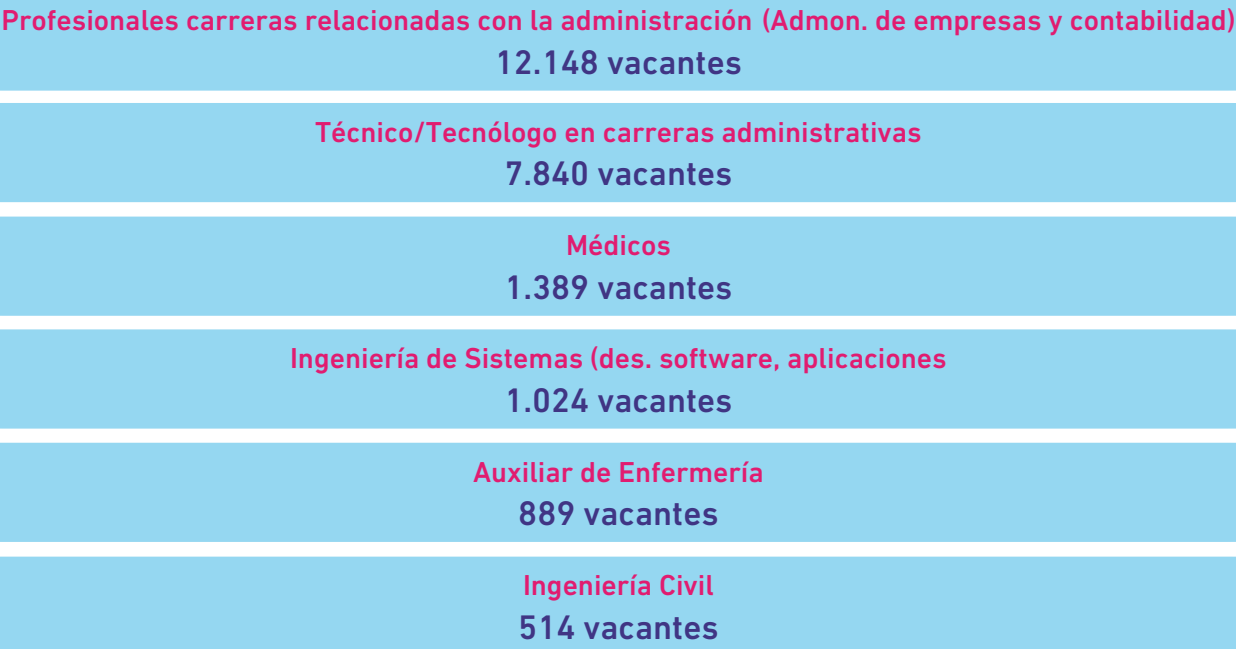 Profesionales carreras relacionadas con la administración (Admon. de empresas y contabilidad)
12.148 vacantes
Técnico/Tecnólogo en carreras administrativas
7.840 vacantes
Médicos
1.389 vacantes
Ingeniería de Sistemas (des. software, aplicaciones
1.024 vacantes
Auxiliar de Enfermería
889 vacantes
Ingeniería Civil
514 vacantes